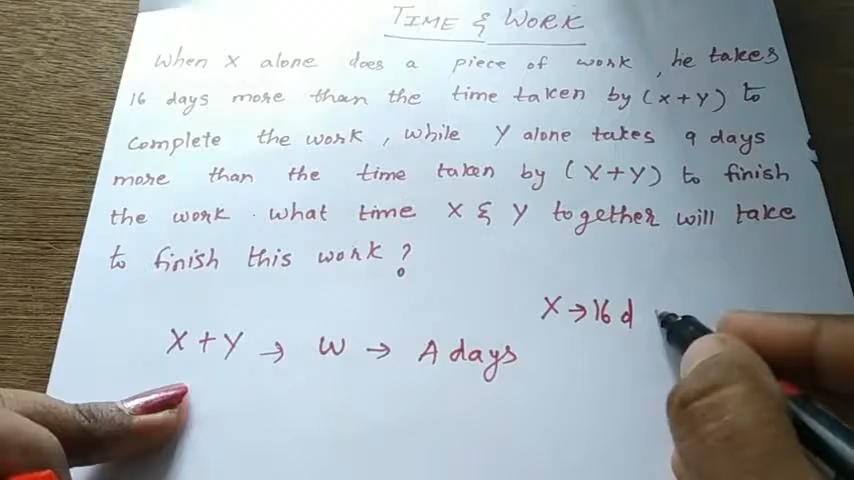 TIME & WORK
When X alone does a piece of work, he takes
16 days more than the time taken by (X+Y) to
complete the work, while Y alone takes 9 days
more than the time taken by (X+Y) to finish
the work. What time X & Y together will take
to finish this work?
X → 16 d
X + Y → W → A days